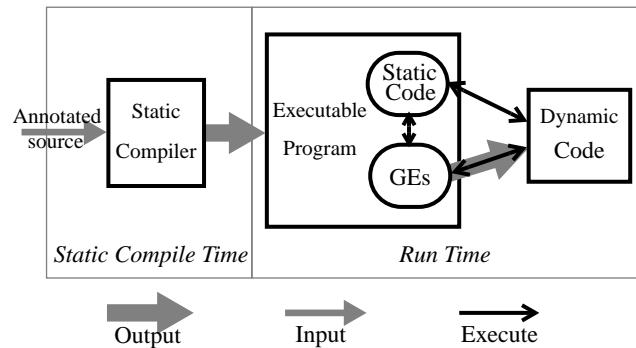 Annotated
source
Static
Compiler
Executable
Program
Static
Code
GEs
Dynamic
Code
Static Compile Time
Run Time
Output
Input
Execute